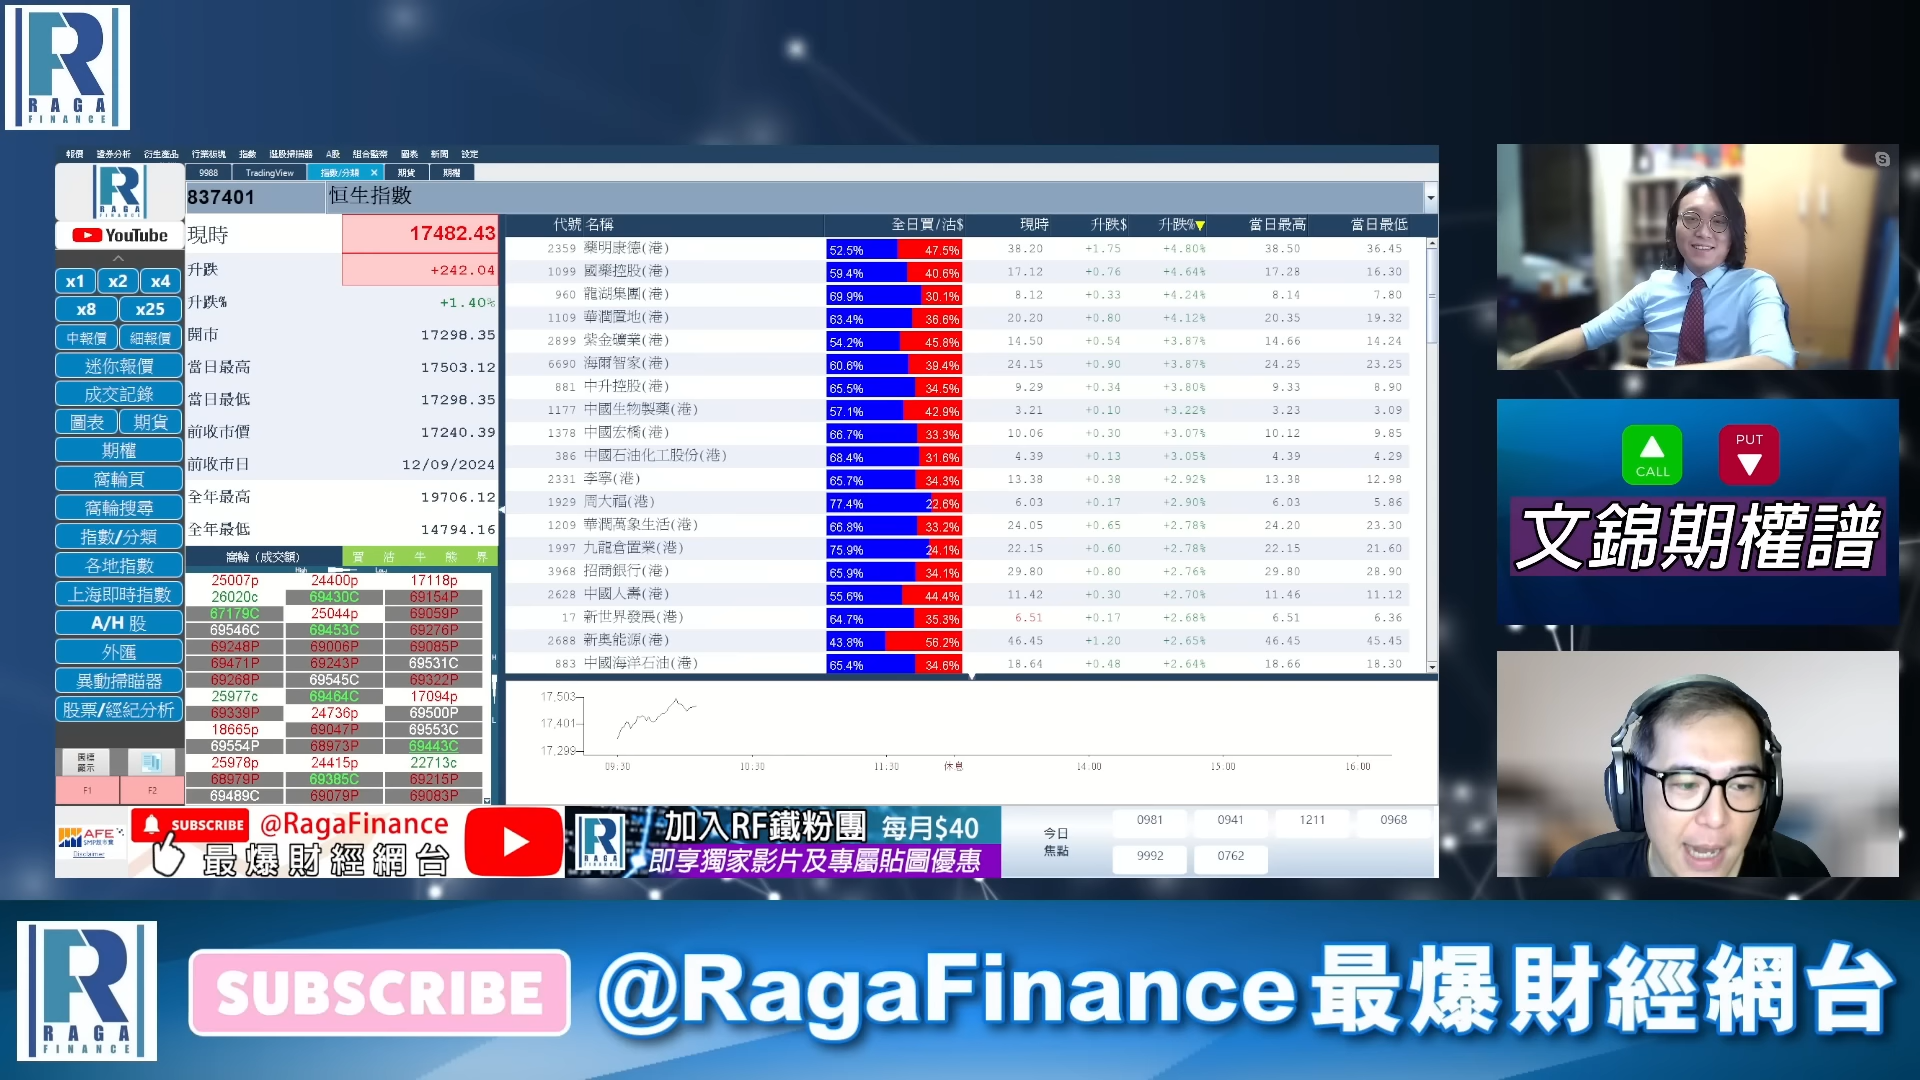 RAGA
FINANCE
報價 證券分析 衍生產品 行業板塊 指數 選股掃描器 A股 組合監察 圖表 新聞 設定
9988 TradingView 指數/分類 期貨 期權
RAGA
FINANCE
YouTube
x1 x2 x4
x8 x25
中報價 細報價
迷你報價
成交記錄
圖表 期貨
期權
窩輪頁
窩輪搜尋
指數/分類
各地指數
上海即時指數
A/H 股
外匯
異動掃瞄器
股票/經紀分析
F1 F2
837401 恒生指數
現時 17482.43
升跌 +242.04
升跌% +1.40%
開市 17298.35
當日最高 17503.12
當日最低 17298.35
前收市價 17240.39
前收市日 12/09/2024
全年最高 19706.12
全年最低 14794.16
窩輪 (成交額) 買 沽 牛 熊 界
25007p 24400p 17118p
26020c 69430C 69154P
67179C 25044p 69059P
69546C 69453C 69276P
69248P 69006P 69085P
69471P 69243P 69531C
69268P 69545C 69322P
25977c 69464C 17094p
69339P 24736p 69500P
18665p 69047P 69553C
69554P 68973P 69443C
25978p 24415p 22713c
68979P 69385C 69215P
69489C 69079P 69083P
代號 名稱 全日買/沽$ 現時 升跌$ 升跌% 當日最高 當日最低
2359 藥明康德(港) 52.5% 47.5% 38.20 +1.75 +4.80% 38.50 36.45
1099 國藥控股(港) 59.4% 40.6% 17.12 +0.76 +4.64% 17.28 16.30
960 龍湖集團(港) 69.9% 30.1% 8.12 +0.33 +4.24% 8.14 7.80
1109 華潤置地(港) 63.4% 36.6% 20.20 +0.80 +4.12% 20.35 19.32
2899 紫金礦業(港) 54.2% 45.8% 14.50 +0.54 +3.87% 14.66 14.24
6690 海爾智家(港) 60.6% 39.4% 24.15 +0.90 +3.87% 24.25 23.25
881 中升控股(港) 65.5% 34.5% 9.29 +0.34 +3.80% 9.33 8.90
1177 中國生物製藥(港) 57.1% 42.9% 3.21 +0.10 +3.22% 3.23 3.09
1378 中國宏橋(港) 66.7% 33.3% 10.06 +0.30 +3.07% 10.12 9.85
386 中國石油化工股份(港) 68.4% 31.6% 4.39 +0.13 +3.05% 4.39 4.29
2331 李寧(港) 65.7% 34.3% 13.38 +0.38 +2.92% 13.38 12.98
1929 周大福(港) 77.4% 22.6% 6.03 +0.17 +2.90% 6.03 5.86
1209 華潤萬象生活(港) 66.8% 33.2% 24.05 +0.65 +2.78% 24.20 23.30
1997 九龍倉置業(港) 75.9% 24.1% 22.15 +0.60 +2.78% 22.15 21.60
3968 招商銀行(港) 65.9% 34.1% 29.80 +0.80 +2.76% 29.80 28.90
2628 中國人壽(港) 55.6% 44.4% 11.42 +0.30 +2.70% 11.46 11.12
17 新世界發展(港) 64.7% 35.3% 6.51 +0.17 +2.68% 6.51 6.36
2688 新奧能源(港) 43.8% 56.2% 46.45 +1.20 +2.65% 46.45 45.45
883 中國海洋石油(港) 65.4% 34.6% 18.64 +0.48 +2.64% 18.66 18.30
17,503
17,401
17,299
09:30 10:30 11:30 休息 14:00 15:00 16:00
CALL PUT
文錦期權譜
AFE
Disclaimer
SUBSCRIBE @RagaFinance
最爆財經網台
RAGA
加入RF鐵粉團 每月$40
即享獨家影片及專屬貼圖優惠
今日
焦點
0981 0941 1211 0968
9992 0762
RAGA
FINANCE
SUBSCRIBE @RagaFinance最爆財經網台